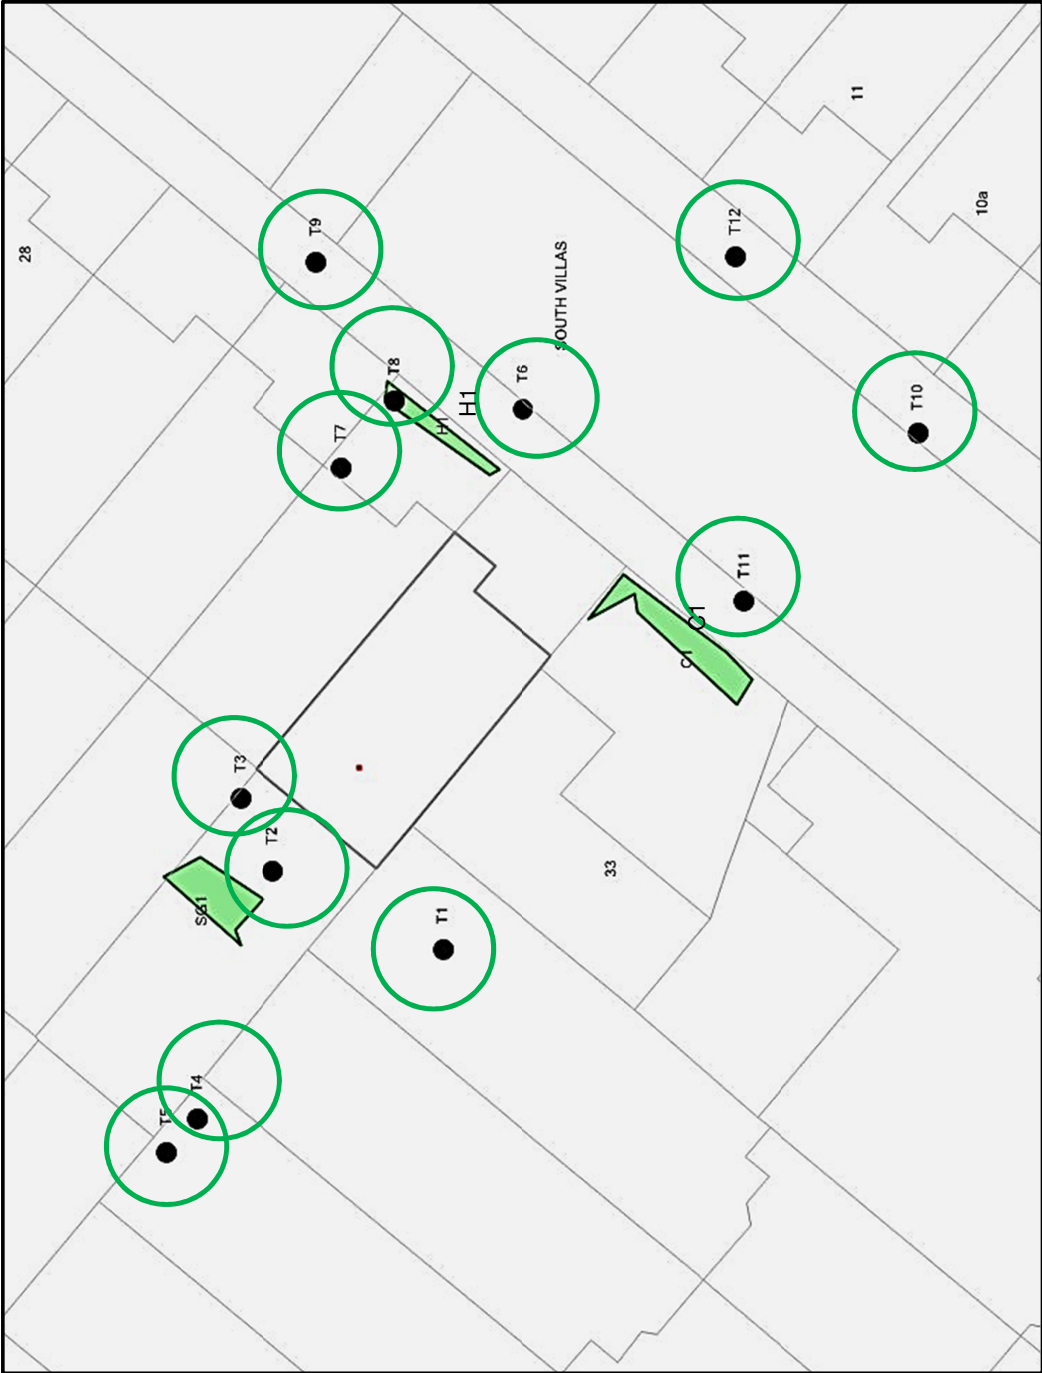 11
10a
T12
T9
28
SOUTH VILLAS
T8
T6
T10
H1
H1
T7
T11
C1
C1
T3
T2
33
SG1
T1
T4
T5